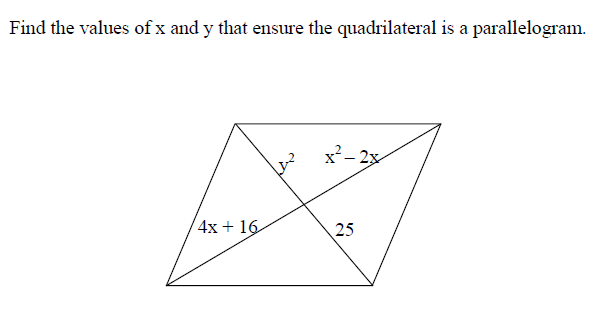 Find the values of x and y that ensure the quadrilateral is a parallelogram.
y²
x² – 2x
4x + 16
25